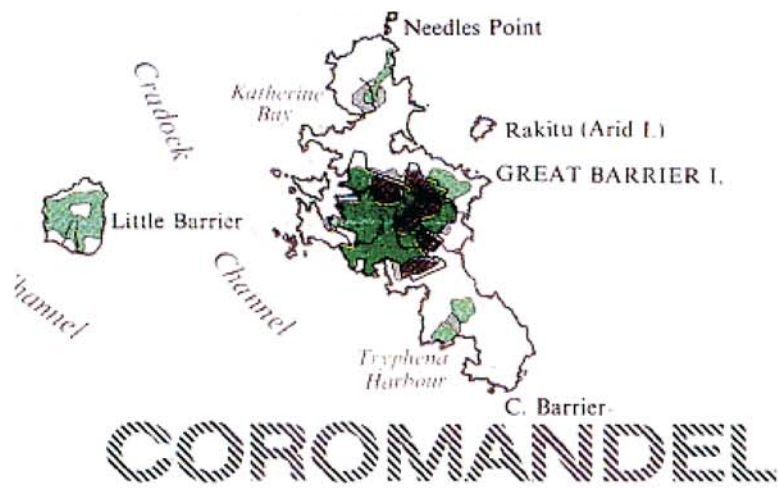 Needles Point
Cradock
Katherine
Bay
Rakitu (Arid I.)
GREAT BARRIER I.
Little Barrier
Channel
Channel
Tryphena
Harbour
C. Barrier
COROMANDEL